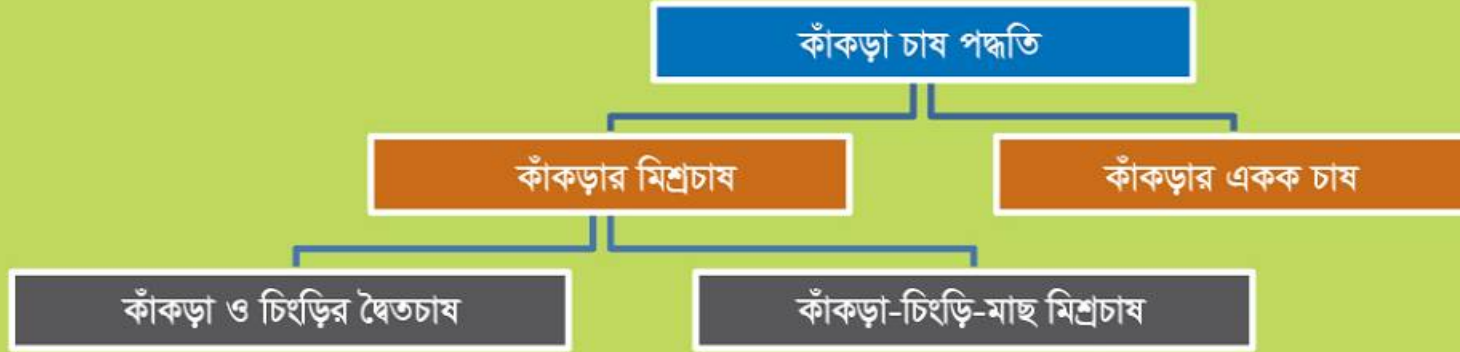 কাঁকড়া চাষ পদ্ধতি
কাঁকড়ার মিশ্রচাষ
কাঁকড়ার একক চাষ
কাঁকড়া ও চিংড়ির দ্বৈতচাষ
কাঁকড়া-চিংড়ি-মাছ মিশ্রচাষ